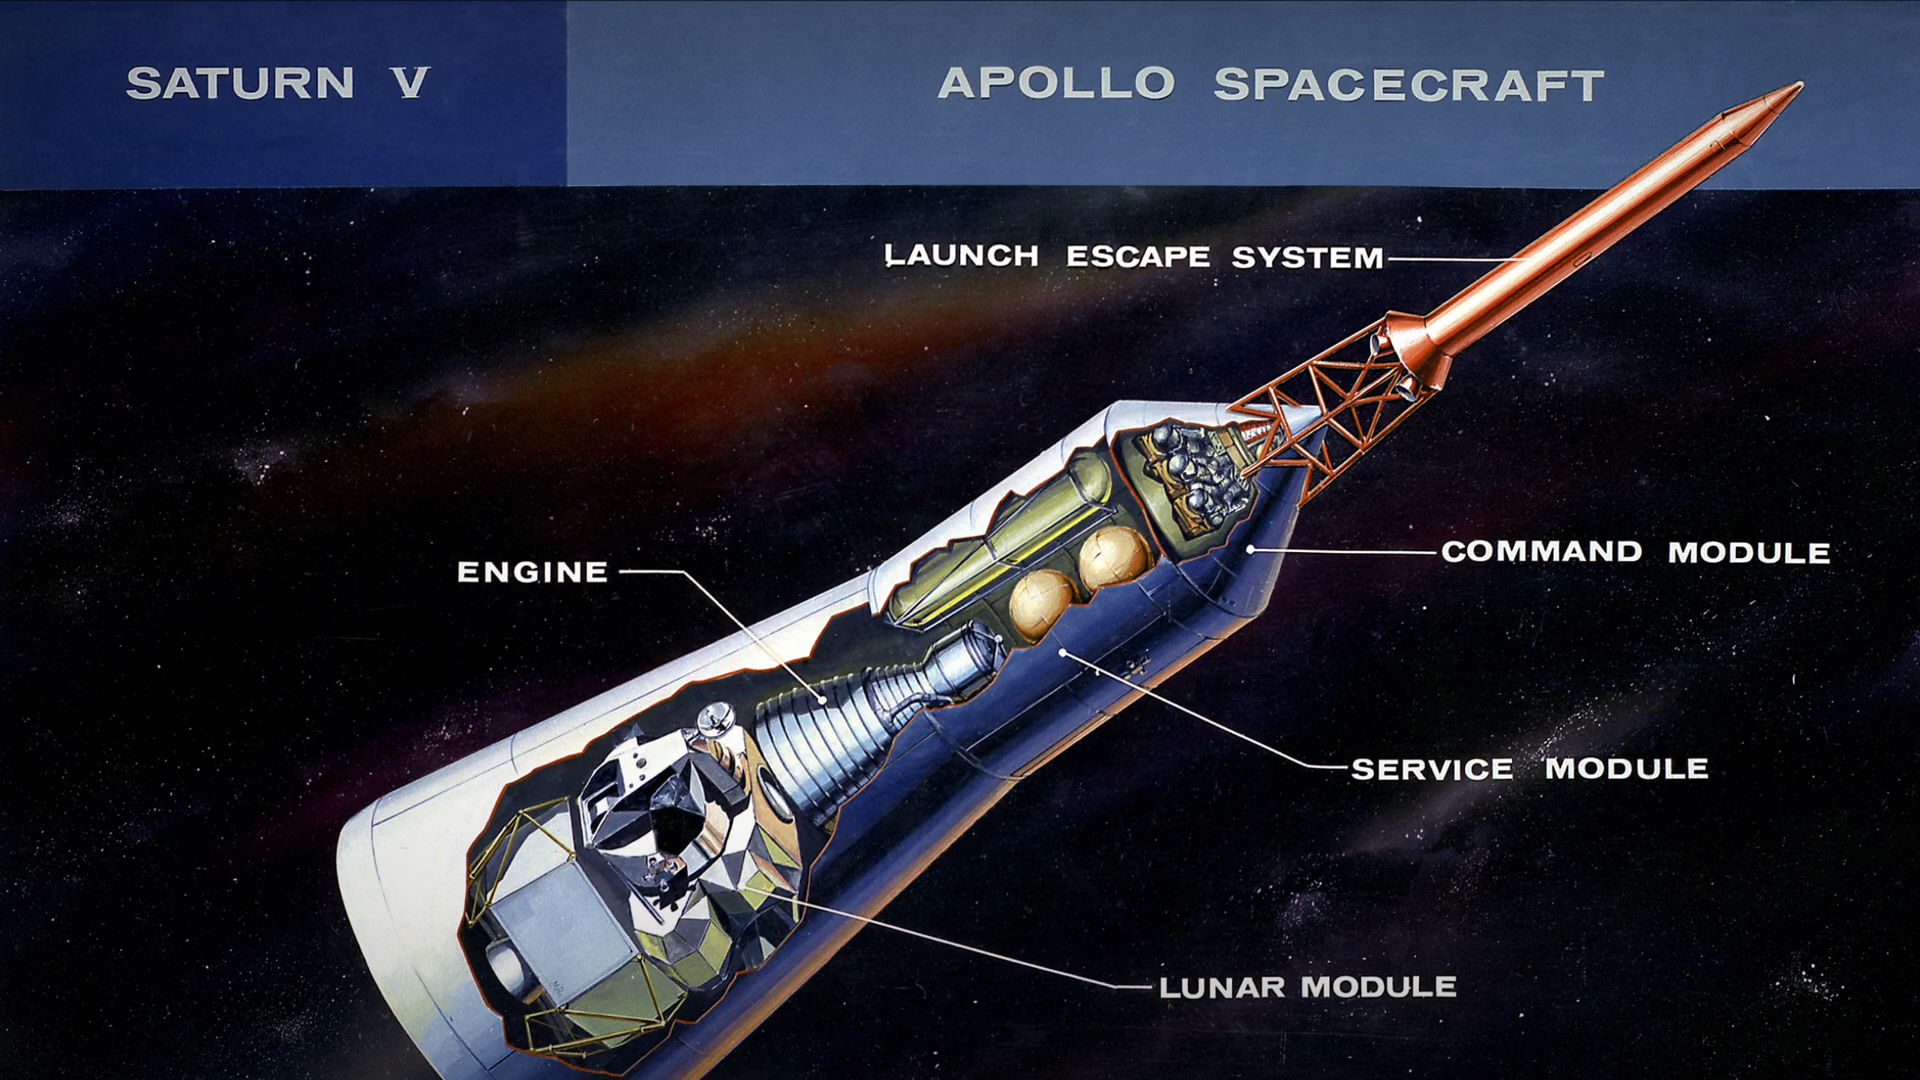 SATURN V
APOLLO SPACECRAFT
LAUNCH ESCAPE SYSTEM
COMMAND MODULE
ENGINE
SERVICE MODULE
LUNAR MODULE